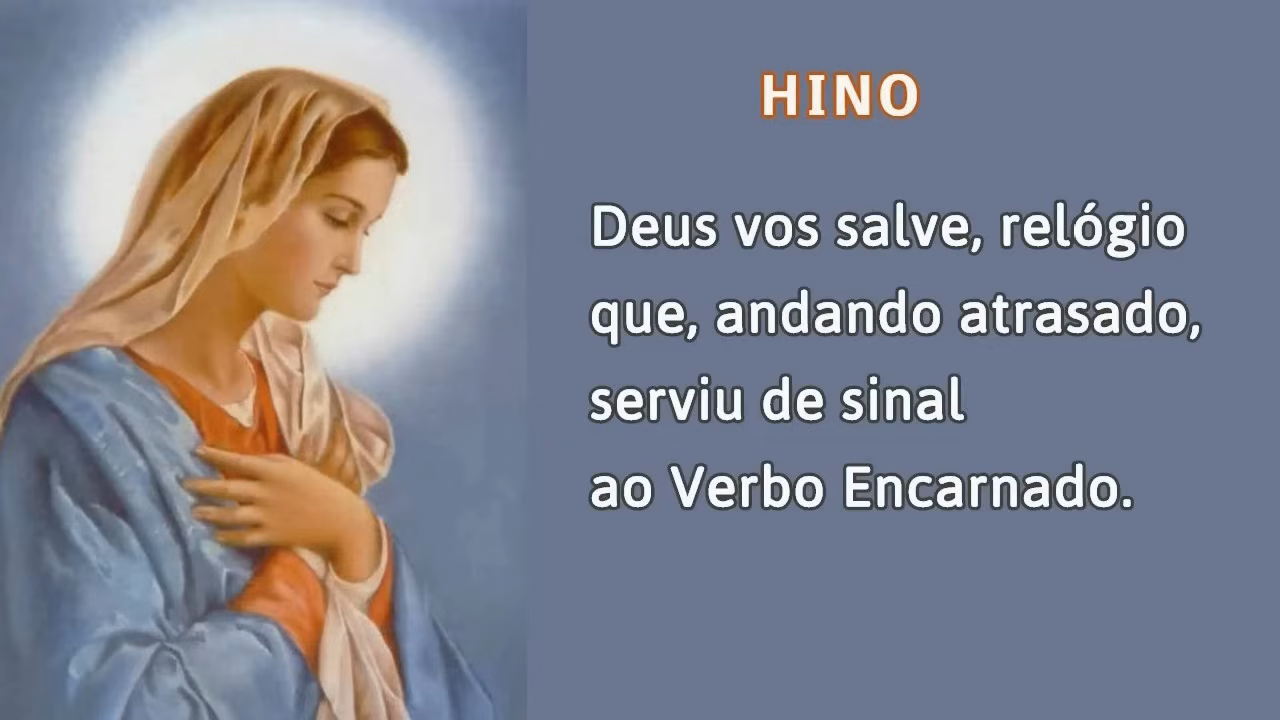 HINO
Deus vos salve, relógio
que, andando atrasado,
serviu de sinal
ao Verbo Encarnado.